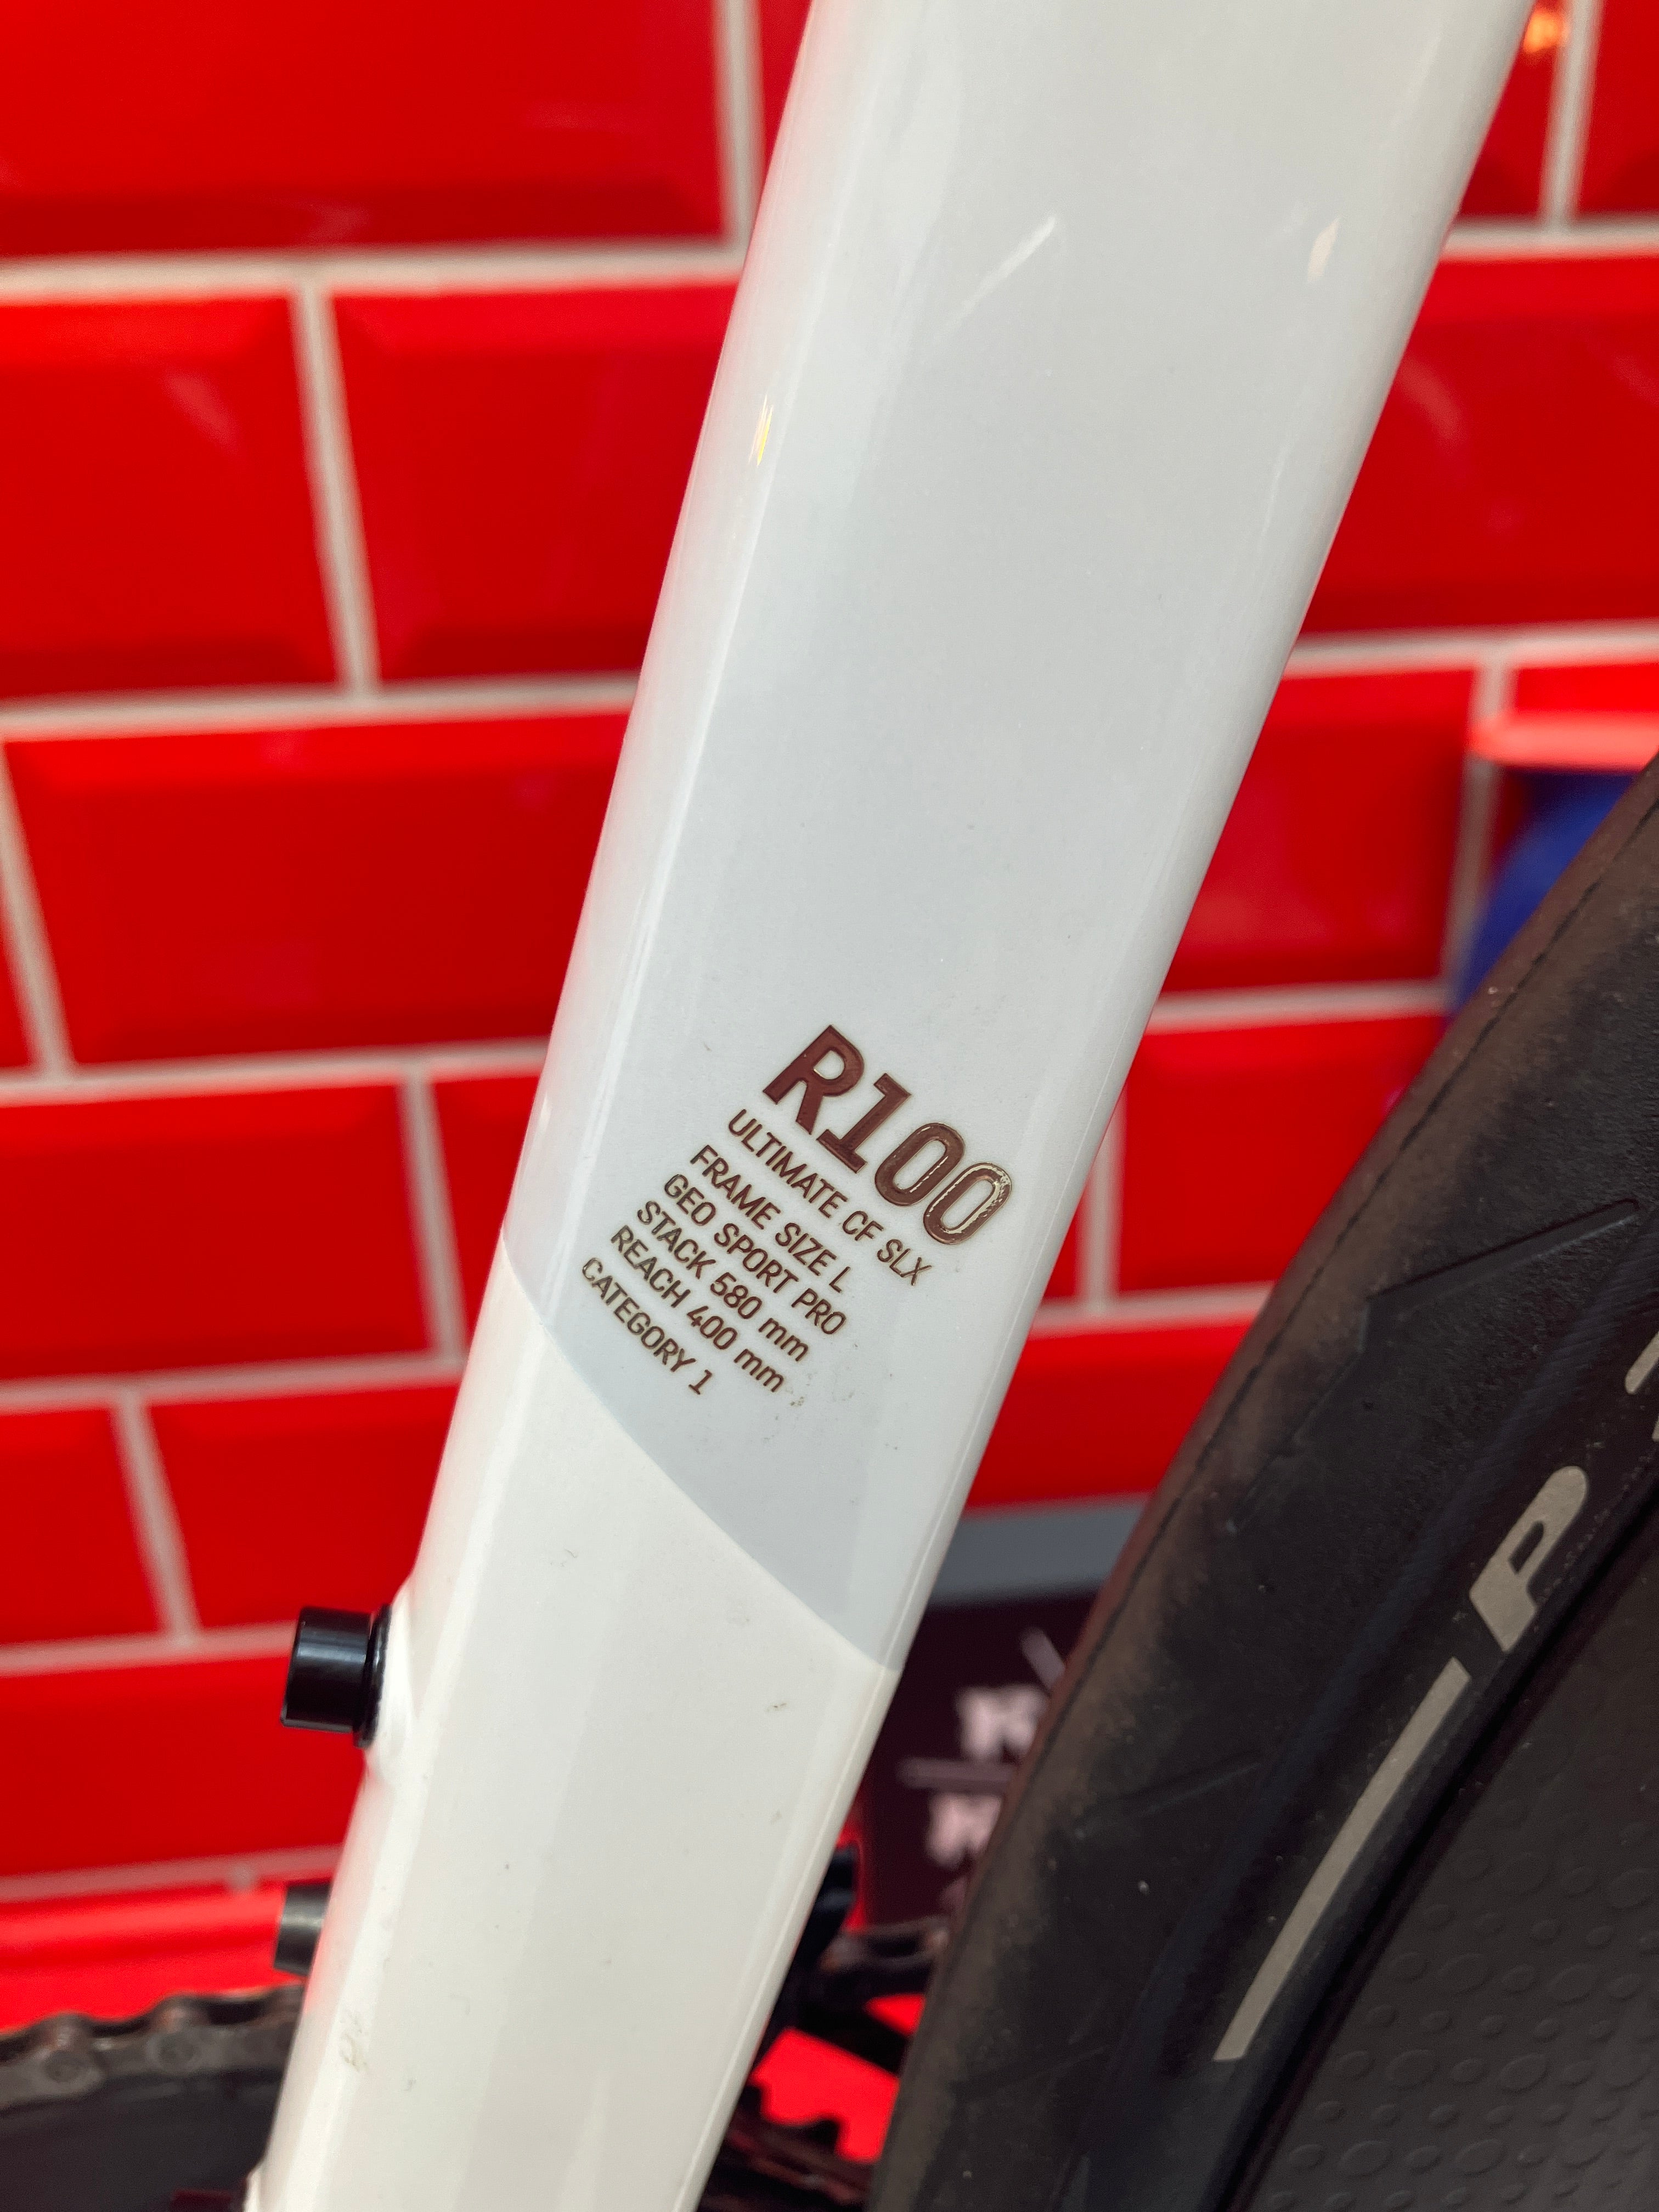 R100
ULTIMATE CF SLX
FRAME SIZE L
GEO SPORT PRO
STACK 580 mm
REACH 400 mm
CATEGORY 1
P